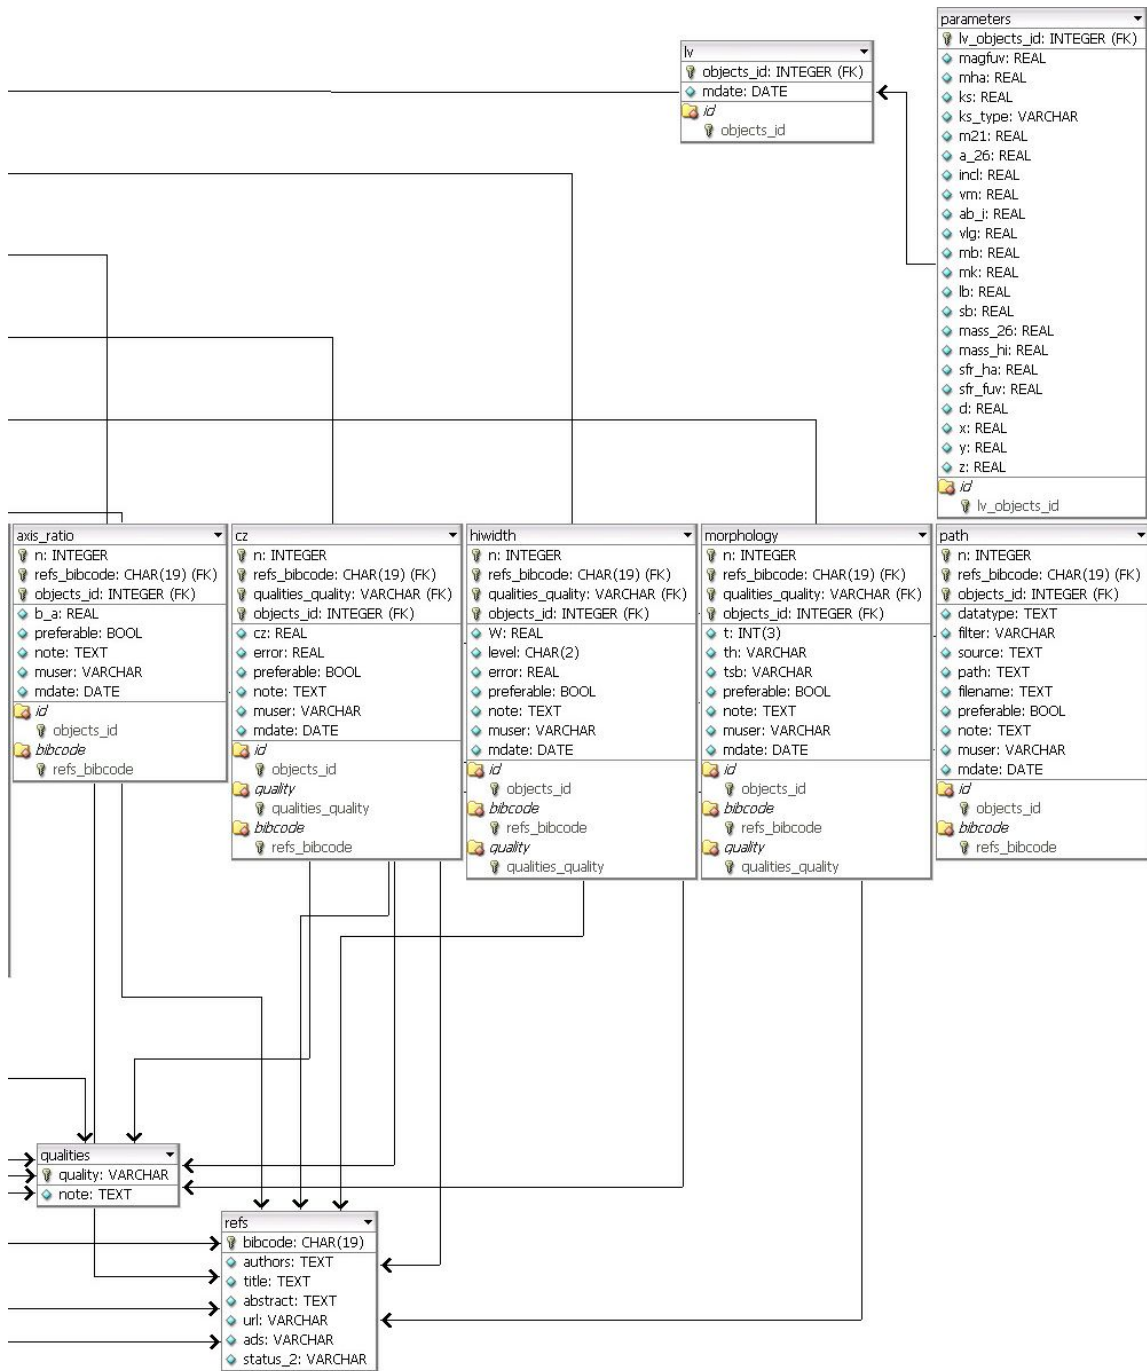 lv
objects_id: INTEGER (FK)
mdate: DATE
id
objects_id
parameters
lv_objects_id: INTEGER (FK)
magfuv: REAL
mha: REAL
ks: REAL
ks_type: VARCHAR
m21: REAL
a_26: REAL
incl: REAL
vm: REAL
ab_i: REAL
vlg: REAL
mb: REAL
mk: REAL
lb: REAL
sb: REAL
mass_26: REAL
mass_hi: REAL
sfr_ha: REAL
sfr_fuv: REAL
d: REAL
x: REAL
y: REAL
z: REAL
id
lv_objects_id
axis_ratio
n: INTEGER
refs_bibcode: CHAR(19) (FK)
objects_id: INTEGER (FK)
b_a: REAL
preferable: BOOL
note: TEXT
muser: VARCHAR
mdate: DATE
id
objects_id
bibcode
refs_bibcode
cz
n: INTEGER
refs_bibcode: CHAR(19) (FK)
qualities_quality: VARCHAR (FK)
objects_id: INTEGER (FK)
cz: REAL
error: REAL
preferable: BOOL
note: TEXT
muser: VARCHAR
mdate: DATE
id
objects_id
quality
qualities_quality
bibcode
refs_bibcode
hiwidth
n: INTEGER
refs_bibcode: CHAR(19) (FK)
qualities_quality: VARCHAR (FK)
objects_id: INTEGER (FK)
W: REAL
level: CHAR(2)
error: REAL
preferable: BOOL
note: TEXT
muser: VARCHAR
mdate: DATE
id
objects_id
bibcode
refs_bibcode
quality
qualities_quality
morphology
n: INTEGER
refs_bibcode: CHAR(19) (FK)
qualities_quality: VARCHAR (FK)
objects_id: INTEGER (FK)
t: INT(3)
th: VARCHAR
tsb: VARCHAR
preferable: BOOL
note: TEXT
muser: VARCHAR
mdate: DATE
id
objects_id
bibcode
refs_bibcode
quality
qualities_quality
path
n: INTEGER
refs_bibcode: CHAR(19) (FK)
objects_id: INTEGER (FK)
datatype: TEXT
filter: VARCHAR
source: TEXT
path: TEXT
filename: TEXT
preferable: BOOL
note: TEXT
muser: VARCHAR
mdate: DATE
id
objects_id
bibcode
refs_bibcode
qualities
quality: VARCHAR
note: TEXT
refs
bibcode: CHAR(19)
authors: TEXT
title: TEXT
abstract: TEXT
url: VARCHAR
ads: VARCHAR
status_2: VARCHAR